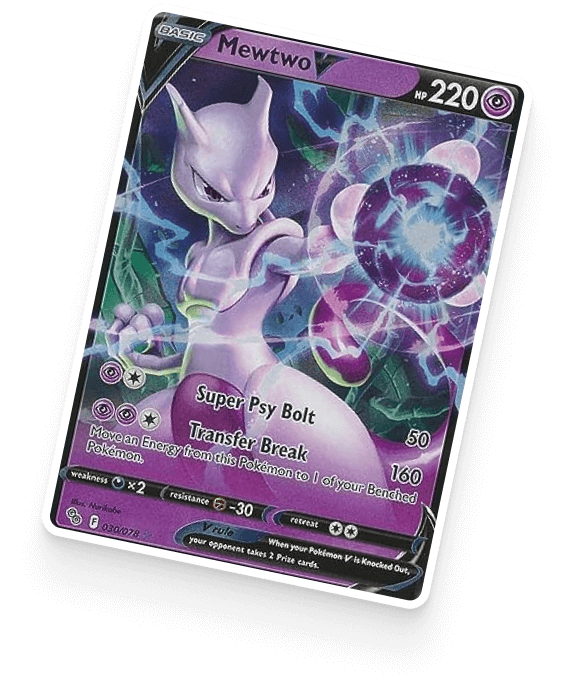 BASIC
Mewtwo V
HP 220
Super Psy Bolt 50
Transfer Break 160
Move an Energy from this Pokémon to 1 of your Benched
Pokémon.
weakness ×2 resistance -30 retreat
Illus. Narikabe
F 030/078
V rule When your Pokémon V is Knocked Out,
your opponent takes 2 Prize cards.